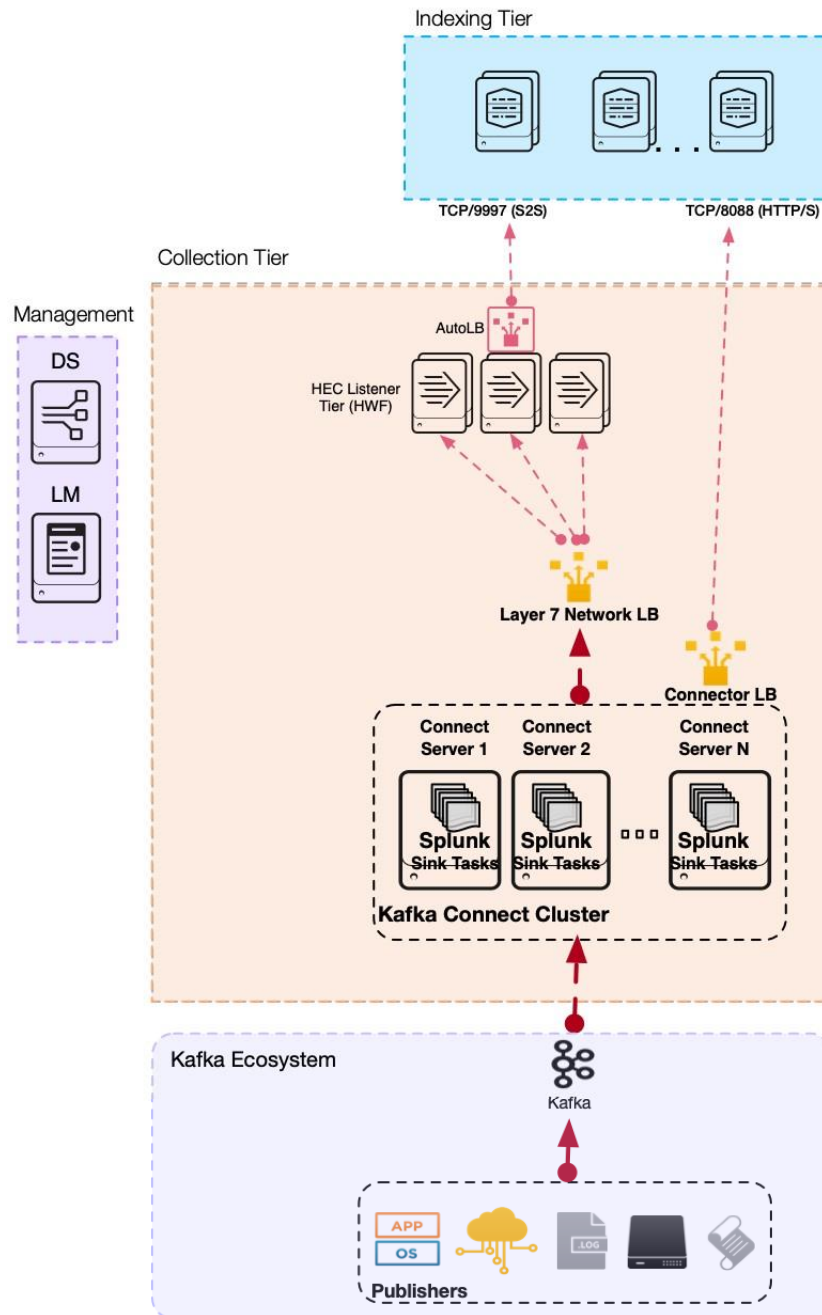 Indexing Tier
TCP/9997 (S2S)
TCP/8088 (HTTP/S)
Collection Tier
Management
DS
LM
AutoLB
HEC Listener
Tier (HWF)
Layer 7 Network LB
Connector LB
Connect
Server 1
Connect
Server 2
Connect
Server N
Splunk
Sink Tasks
Splunk
Sink Tasks
Splunk
Sink Tasks
Kafka Connect Cluster
Kafka Ecosystem
Kafka
APP
OS
.LOG
Publishers